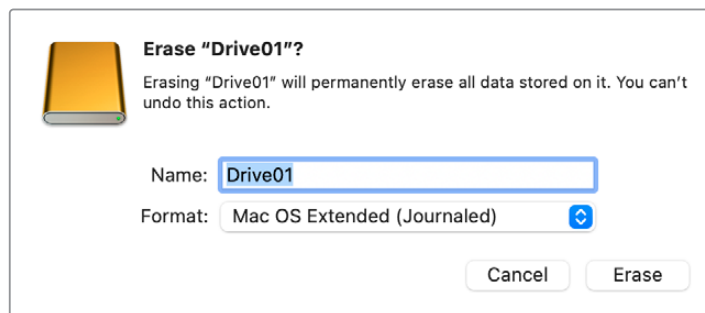 Erase “Drive01”?
Erasing “Drive01” will permanently erase all data stored on it. You can’t
undo this action.
Name: Drive01
Format: Mac OS Extended (Journaled)
Cancel Erase